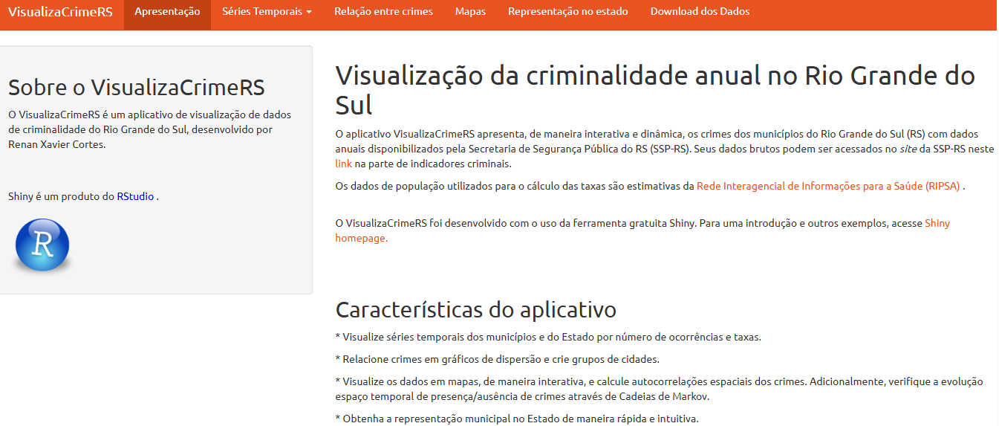 VisualizaCrimeRS Apresentação Séries Temporais Relação entre crimes Mapas Representação no estado Download dos Dados
Sobre o VisualizaCrimeRS
O VisualizaCrimeRS é um aplicativo de visualização de dados
de criminalidade do Rio Grande do Sul, desenvolvido por
Renan Xavier Cortes.
Shiny é um produto do RStudio .
R
Visualização da criminalidade anual no Rio Grande do
Sul
O aplicativo VisualizaCrimeRS apresenta, de maneira interativa e dinâmica, os crimes dos municípios do Rio Grande do Sul (RS) com dados
anuais disponibilizados pela Secretaria de Segurança Pública do RS (SSP-RS). Seus dados brutos podem ser acessados no site da SSP-RS neste
link na parte de indicadores criminais.
Os dados de população utilizados para o cálculo das taxas são estimativas da Rede Interagencial de Informações para a Saúde (RIPSA) .
O VisualizaCrimeRS foi desenvolvido com o uso da ferramenta gratuita Shiny. Para uma introdução e outros exemplos, acesse Shiny
homepage.
Características do aplicativo
* Visualize séries temporais dos municípios e do Estado por número de ocorrências e taxas.
* Relacione crimes em gráficos de dispersão e crie grupos de cidades.
* Visualize os dados em mapas, de maneira interativa, e calcule autocorrelações espaciais dos crimes. Adicionalmente, verifique a evolução
espaço temporal de presença/ausência de crimes através de Cadeias de Markov.
* Obtenha a representação municipal no Estado de maneira rápida e intuitiva.